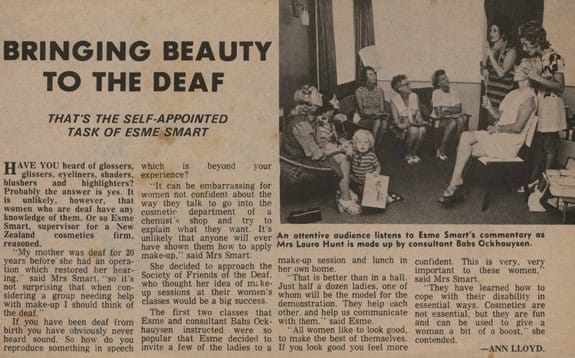 BRINGING BEAUTY
TO THE DEAF
THAT'S THE SELF-APPOINTED
TASK OF ESME SMART
HAVE YOU heard of glossers,
glissers, eyeliners, shaders,
blushers and highlighters?
Probably the answer is yes. It
is unlikely, however, that
women who are deaf have
any knowledge of them. Or so Esme
Smart, supervisor for a New
Zealand cosmetics firm,
reasoned.
"My mother was deaf for 20
years before she had an opera-
tion which restored her hear-
ing," said Mrs Smart, "so it's
not surprising that when con-
sidering a group needing help
with make-up I should think of
the deaf."
If you have been deaf from
birth you have obviously never
heard sound. So how do you
reproduce something in speech
which is beyond your
experience?
"It can be embarrassing for
women not confident about the
way they talk to go into the
cosmetic department of a
chemist's shop and try to
explain what they want. It's
unlikely that anyone will ever
have shown them how to apply
make-up," said Mrs Smart.
She decided to approach the
Society of Friends of the Deaf,
who thought her idea of make-
up sessions at their women's
classes would be a big success.
The first two classes that
Esme and consultant Babs Ock-
hauysen instructed were so
popular that Esme decided to
invite a few of the ladies to a
An attentive audience listens to Esme Smart's commentary as
Mrs Laura Hunt is made up by consultant Babs Ockhauysen.
make-up session and lunch in
her own home.
"That is better than in a hall.
Just half a dozen ladies, one of
whom will be the model for the
demonstration. They help each
other, and help us communicate
with them," said Esme.
"All women like to look good,
to make the best of themselves.
If you look good you feel more
confident. This is very, very
important to these women,"
said Mrs Smart.
"They have learned how to
cope with their disability in
essential ways. Cosmetics are
not essential, but they are fun
and can be used to give a
woman a bit of a boost," she
contended.
—ANN LLOYD.